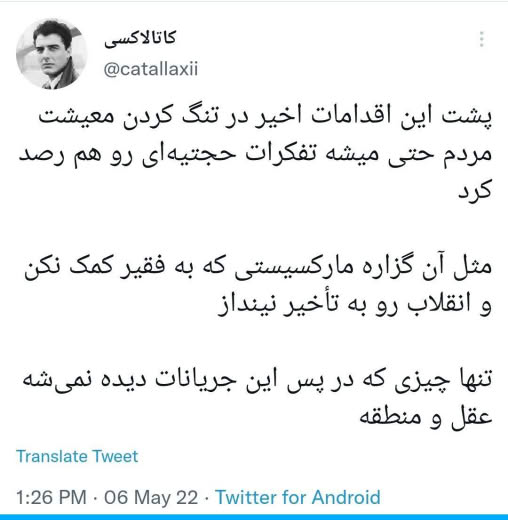 کاتالاکسی
@catallaxii
پشت این اقدامات اخیر در تنگ کردن معیشت
مردم حتی میشه تفکرات حجتیه‌ای رو هم رصد
کرد
مثل آن گزاره مارکسیستی که به فقیر کمک نکن
و انقلاب رو به تأخیر نینداز
تنها چیزی که در پس این جریانات دیده نمی‌شه
عقل و منطقه
Translate Tweet
1:26 PM · 06 May 22 · Twitter for Android